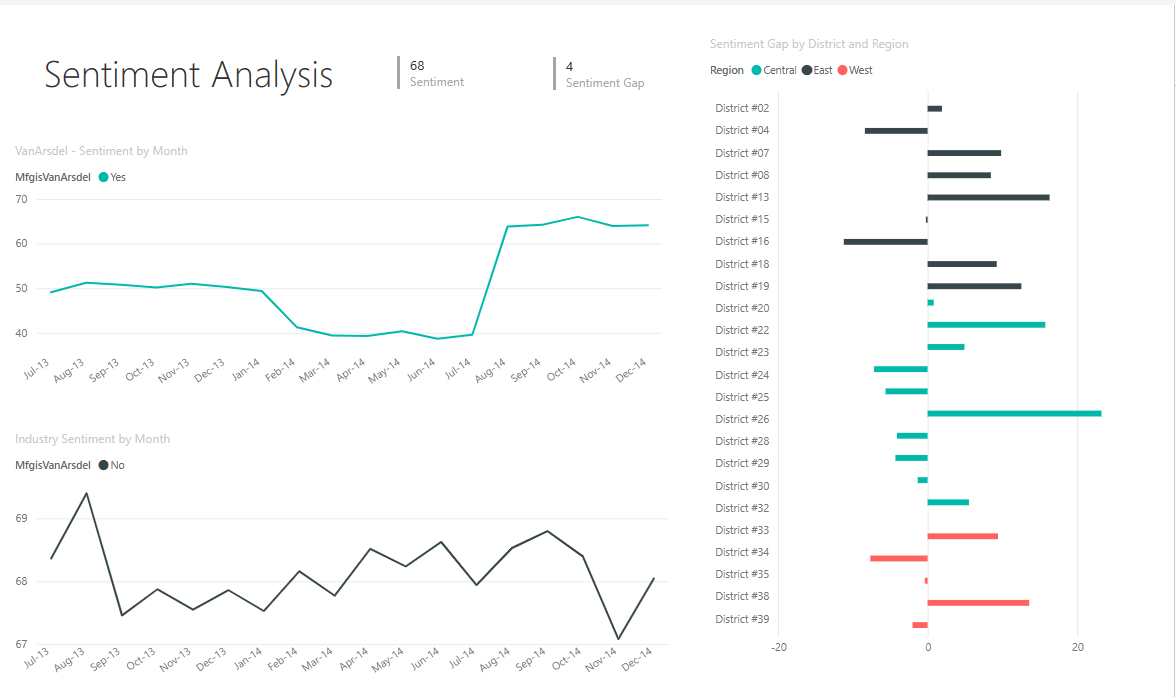 Sentiment Analysis
68
Sentiment
4
Sentiment Gap
VanArsdel - Sentiment by Month
MfgisVanArsdel Yes
70
60
50
40
Jul-13 Aug-13 Sep-13 Oct-13 Nov-13 Dec-13 Jan-14 Feb-14 Mar-14 Apr-14 May-14 Jun-14 Jul-14 Aug-14 Sep-14 Oct-14 Nov-14 Dec-14
Industry Sentiment by Month
MfgisVanArsdel No
69
68
67
Jul-13 Aug-13 Sep-13 Oct-13 Nov-13 Dec-13 Jan-14 Feb-14 Mar-14 Apr-14 May-14 Jun-14 Jul-14 Aug-14 Sep-14 Oct-14 Nov-14 Dec-14
Sentiment Gap by District and Region
Region Central East West
District #02
District #04
District #07
District #08
District #13
District #15
District #16
District #18
District #19
District #20
District #22
District #23
District #24
District #25
District #26
District #28
District #29
District #30
District #32
District #33
District #34
District #35
District #38
District #39
-20 0 20